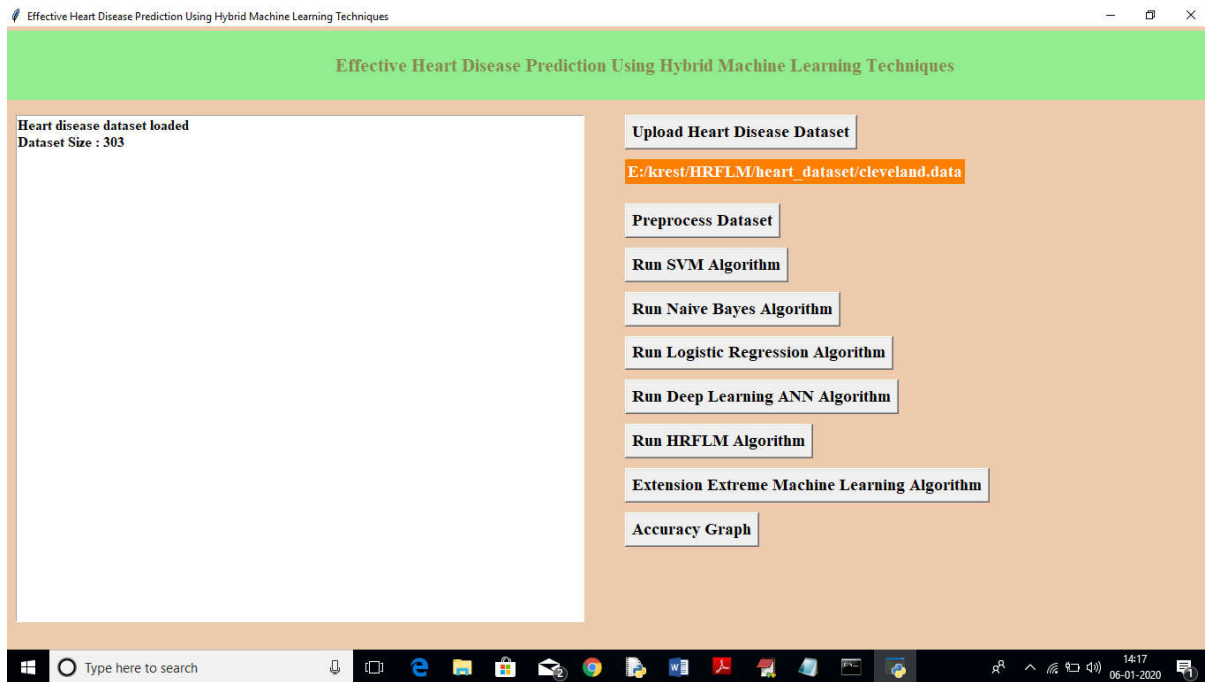 Effective Heart Disease Prediction Using Hybrid Machine Learning Techniques
Effective Heart Disease Prediction Using Hybrid Machine Learning Techniques
Heart disease dataset loaded
Dataset Size : 303
Upload Heart Disease Dataset
E:/krest/HRFLM/heart_dataset/cleveland.data
Preprocess Dataset
Run SVM Algorithm
Run Naive Bayes Algorithm
Run Logistic Regression Algorithm
Run Deep Learning ANN Algorithm
Run HRFLM Algorithm
Extension Extreme Machine Learning Algorithm
Accuracy Graph
Type here to search
14:17
06-01-2020